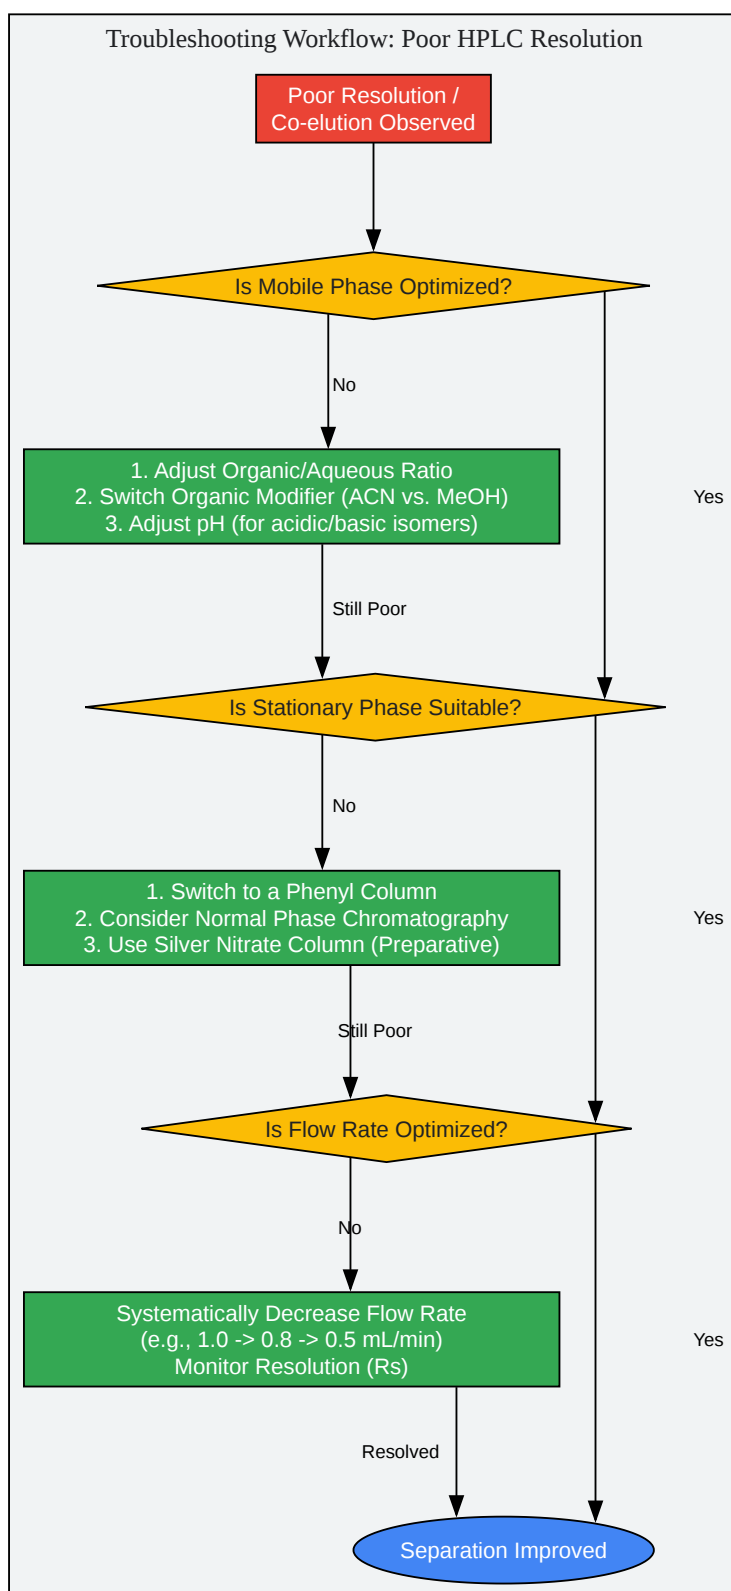 Troubleshooting Workflow: Poor HPLC Resolution
Poor Resolution /
Co-elution Observed
Is Mobile Phase Optimized?
No
1. Adjust Organic/Aqueous Ratio
2. Switch Organic Modifier (ACN vs. MeOH)
3. Adjust pH (for acidic/basic isomers)
Yes
Still Poor
Is Stationary Phase Suitable?
No
1. Switch to a Phenyl Column
2. Consider Normal Phase Chromatography
3. Use Silver Nitrate Column (Preparative)
Yes
Still Poor
Is Flow Rate Optimized?
No
Systematically Decrease Flow Rate
(e.g., 1.0 -> 0.8 -> 0.5 mL/min)
Monitor Resolution (Rs)
Yes
Resolved
Separation Improved